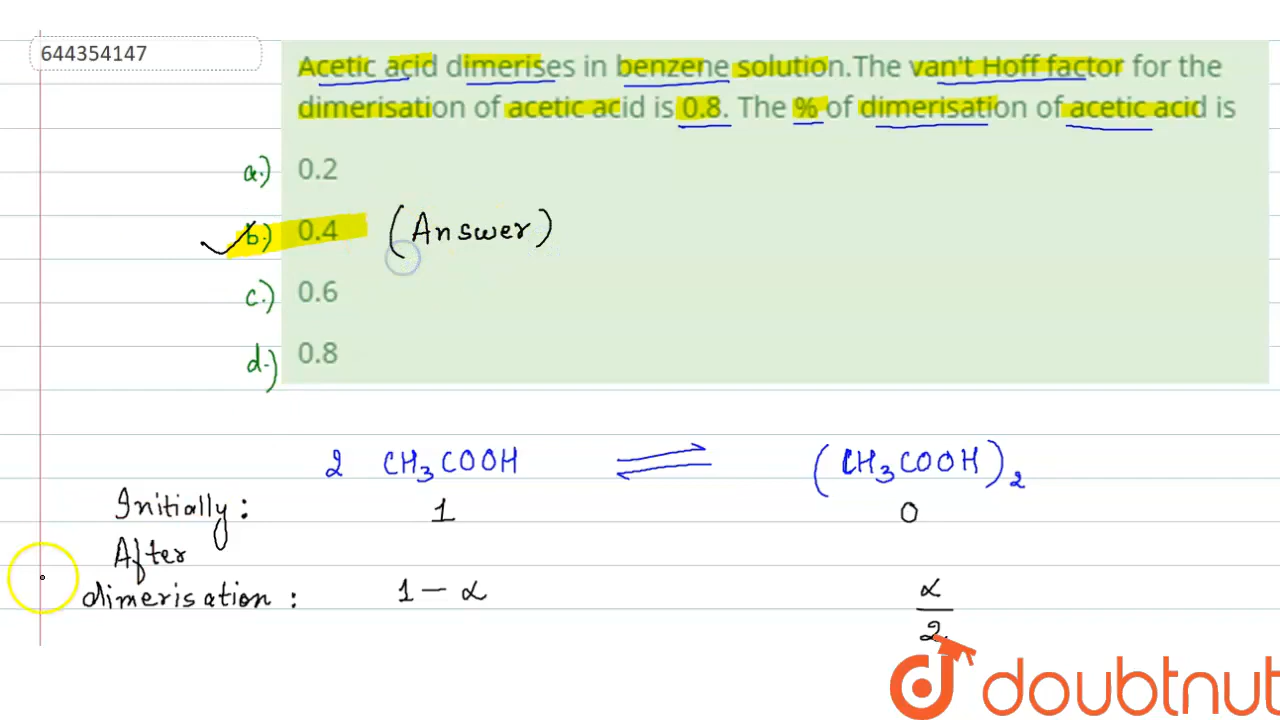 644354147
Acetic acid dimerises in benzene solution.The van't Hoff factor for the
dimerisation of acetic acid is 0.8. The % of dimerisation of acetic acid is
a.) 0.2
b.) 0.4 (Answer)
c.) 0.6
d.) 0.8
2 CH₃COOH ⇌ (CH₃COOH)₂
Initially: 1 0
After
dimerisation: 1 - α α/2
doubtnut